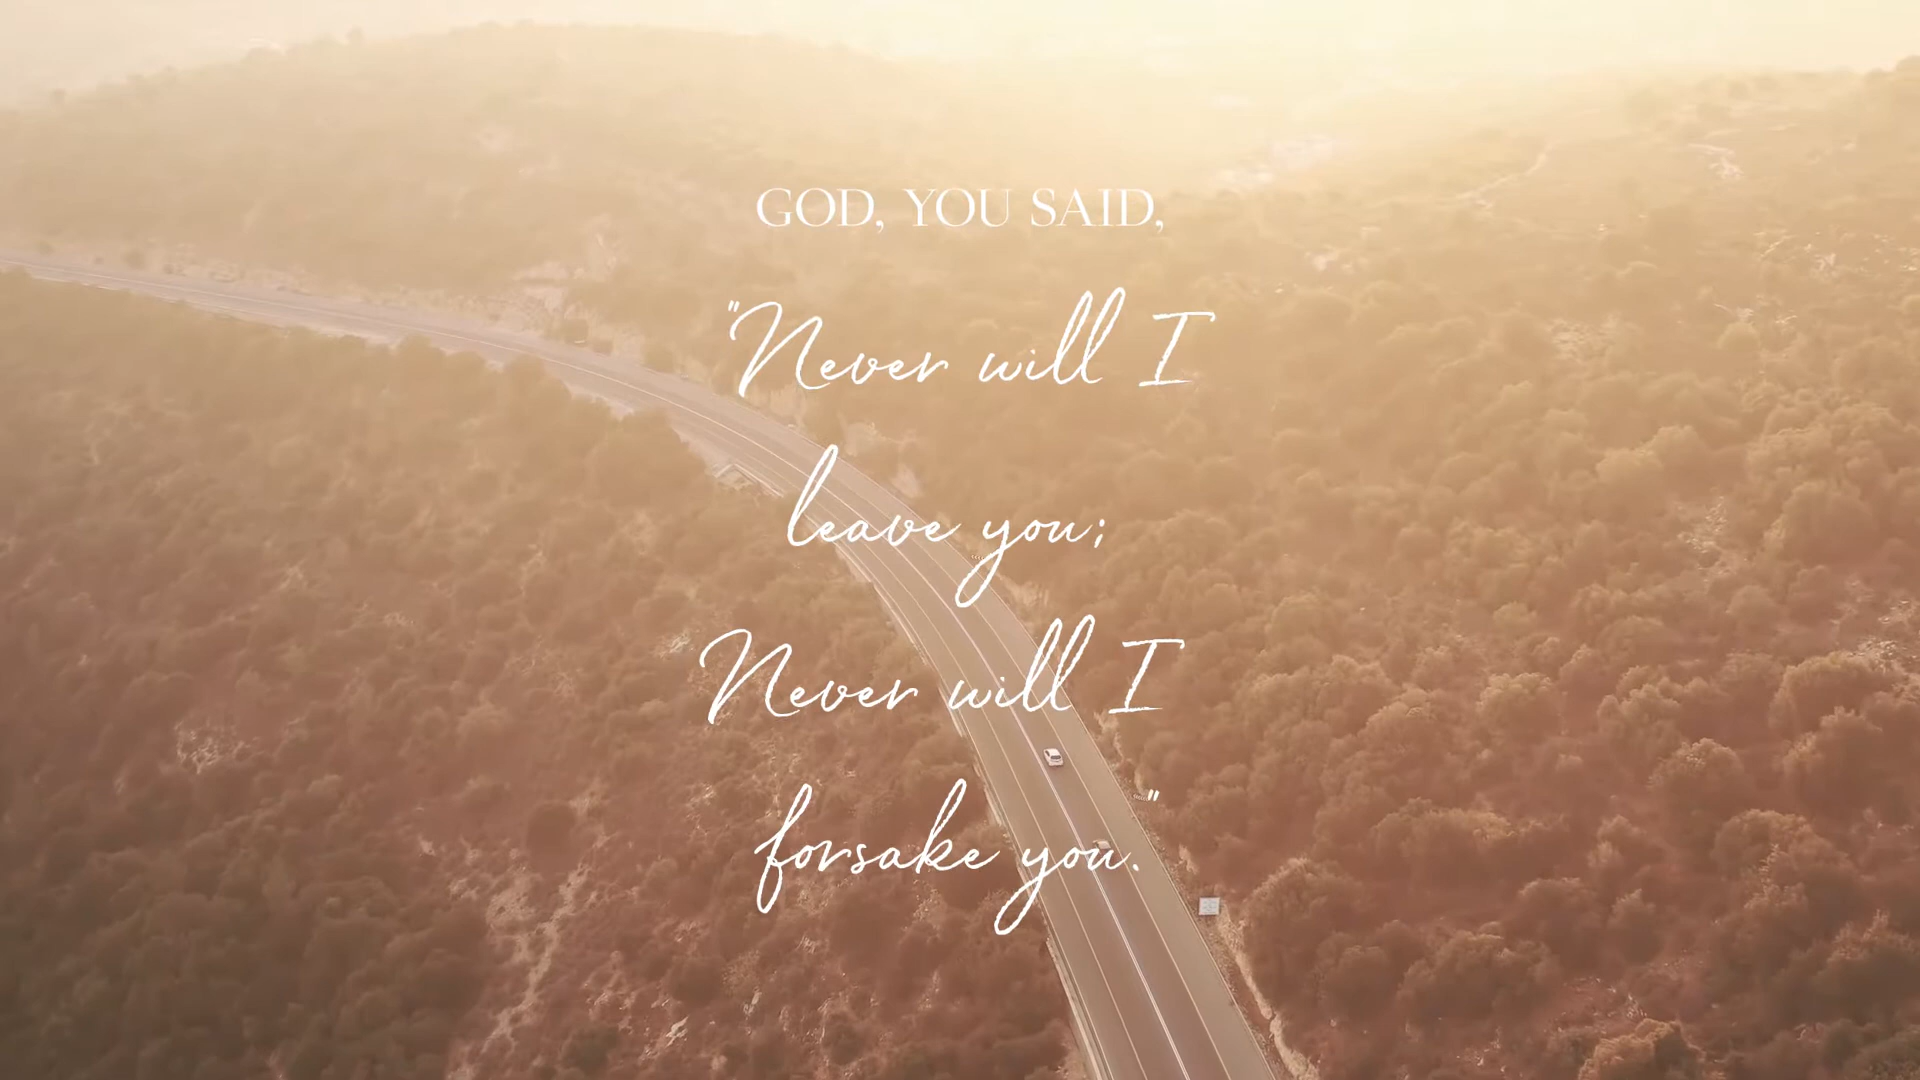 GOD, YOU SAID,
"Never will I
leave you;
Never will I
forsake you."